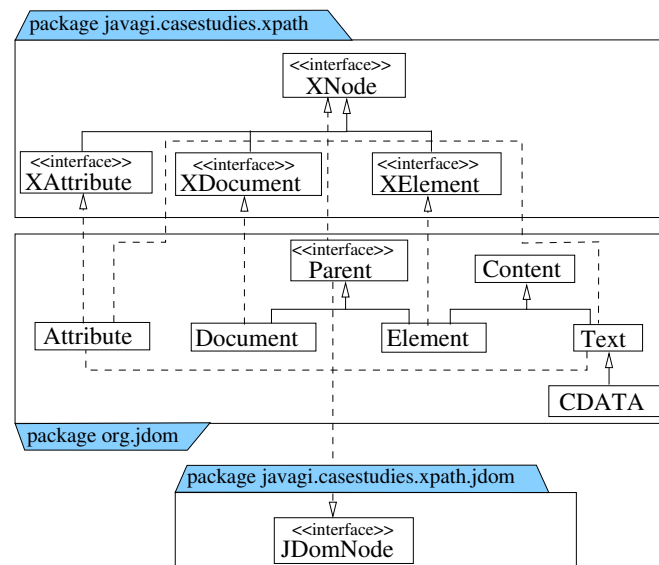 package javagi.casestudies.xpath
<<interface>>
XNode
<<interface>>
XAttribute
<<interface>>
XDocument
<<interface>>
XElement
<<interface>>
Parent
Content
Attribute
Document
Element
Text
CDATA
package org.jdom
package javagi.casestudies.xpath.jdom
<<interface>>
JDomNode